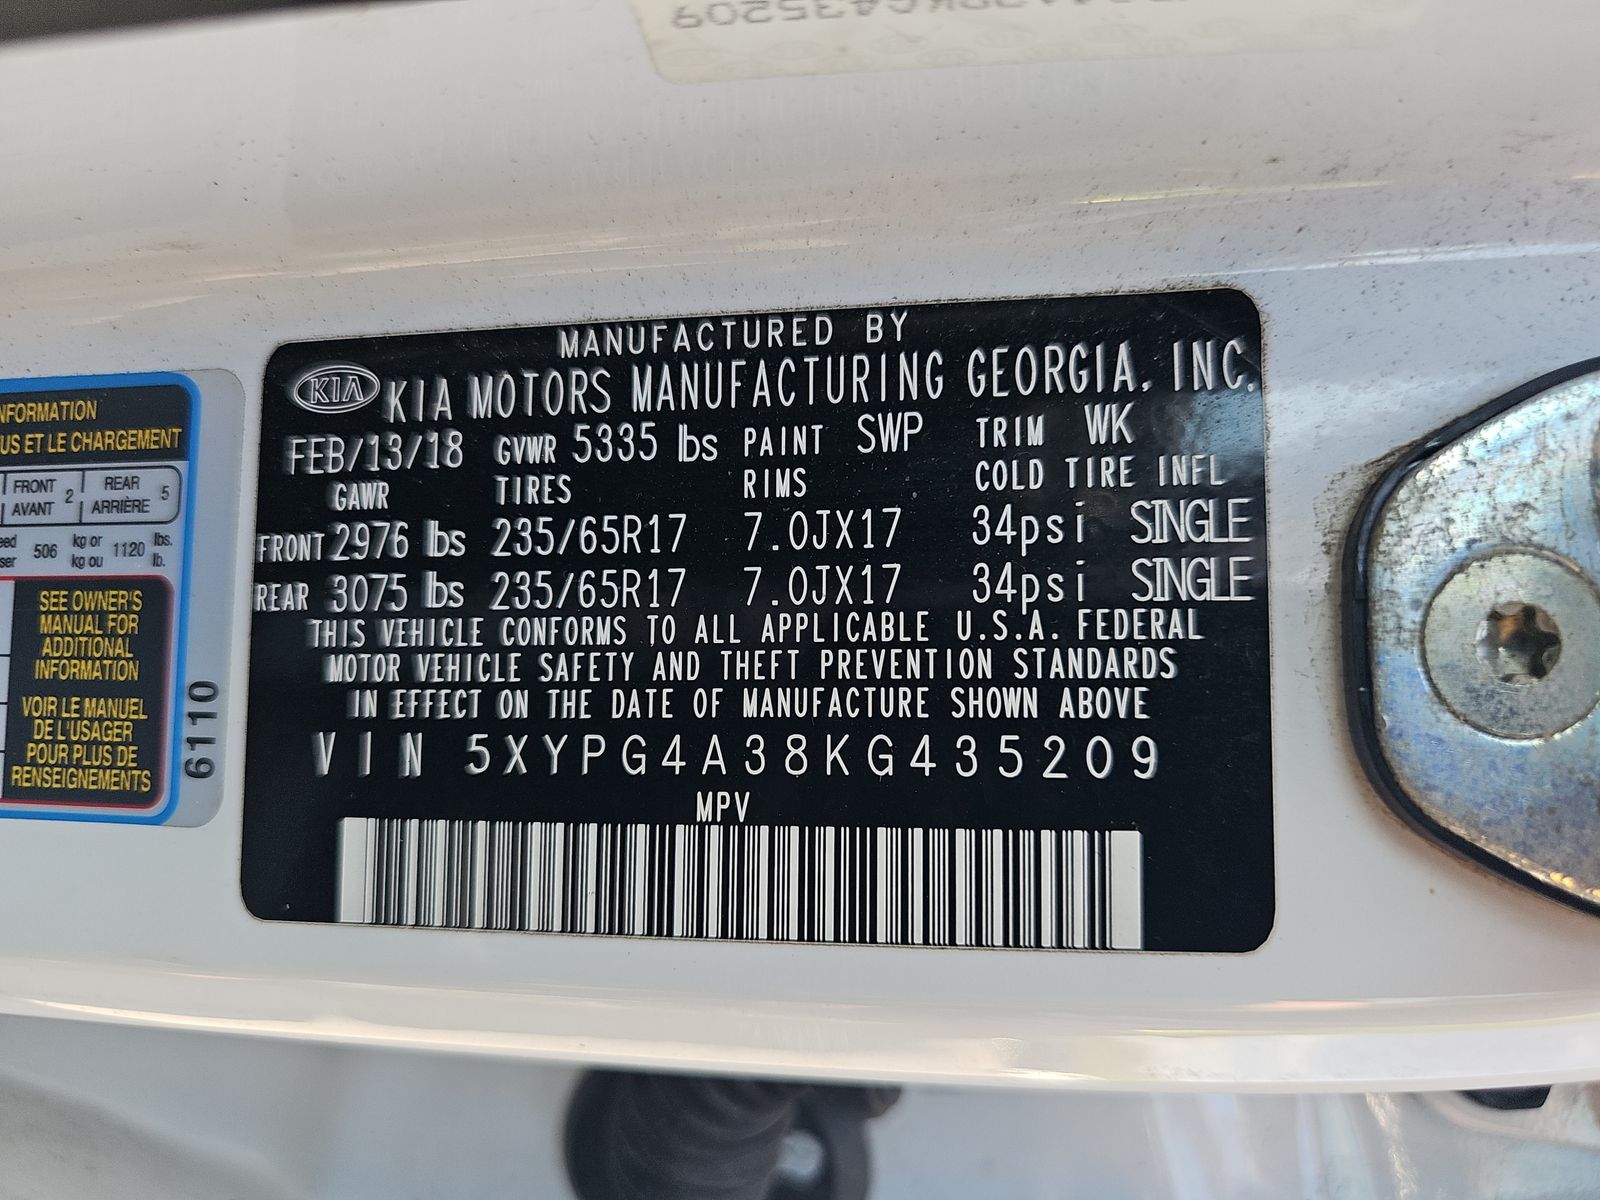 435209
NFORMATION
US ET LE CHARGEMENT
FRONT AVANT 2 REAR ARRIÈRE 5
506 kg or kg ou 1120 lbs. lb.
SEE OWNER'S
MANUAL FOR
ADDITIONAL
INFORMATION
VOIR LE MANUEL
DE L'USAGER
POUR PLUS DE
RENSEIGNEMENTS
6110
MANUFACTURED BY
KIA KIA MOTORS MANUFACTURING GEORGIA, INC.
FEB/13/18 GVWR 5335 lbs PAINT SWP TRIM WK
GAWR TIRES RIMS COLD TIRE INFL
FRONT 2976 lbs 235/65R17 7.0JX17 34psi SINGLE
REAR 3075 lbs 235/65R17 7.0JX17 34psi SINGLE
THIS VEHICLE CONFORMS TO ALL APPLICABLE U.S.A. FEDERAL
MOTOR VEHICLE SAFETY AND THEFT PREVENTION STANDARDS
IN EFFECT ON THE DATE OF MANUFACTURE SHOWN ABOVE
VIN 5XYPG4A38KG435209
MPV